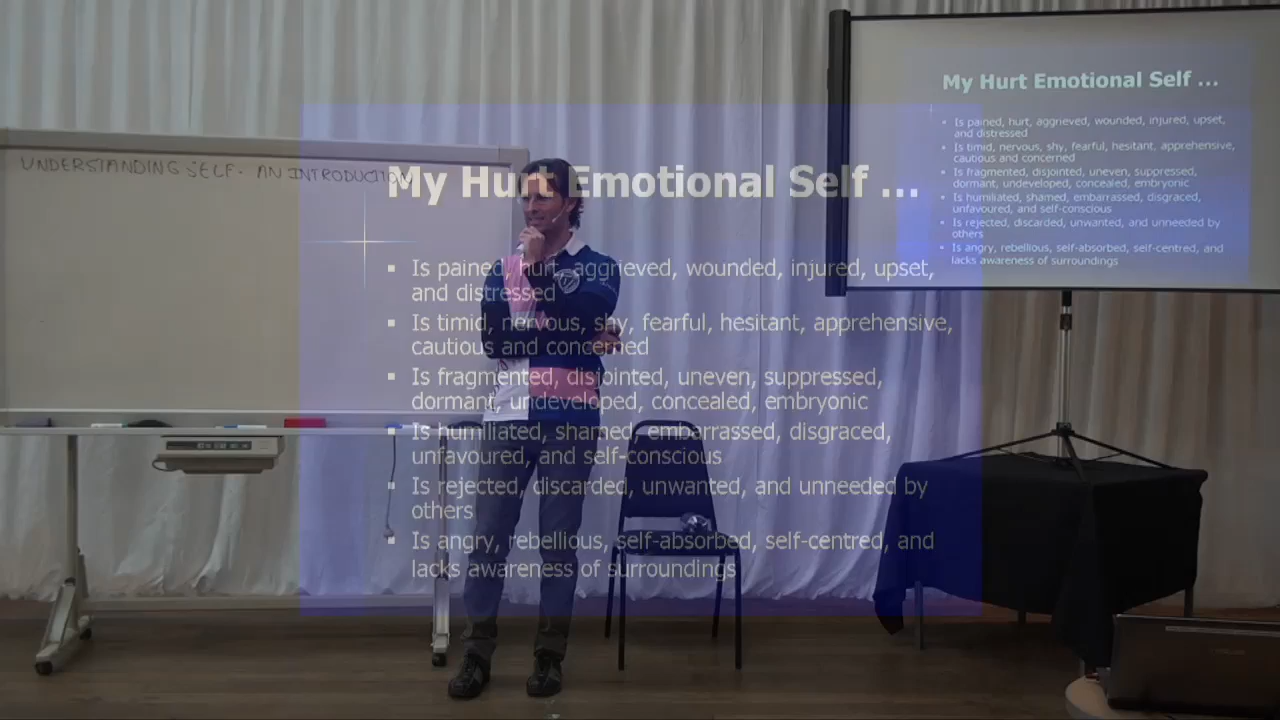 UNDERSTANDING SELF. AN INTRODUCTION
My Hurt Emotional Self ...
▪ Is pained, hurt, aggrieved, wounded, injured, upset,
and distressed
▪ Is timid, nervous, shy, fearful, hesitant, apprehensive,
cautious and concerned
▪ Is fragmented, disjointed, uneven, suppressed,
dormant, undeveloped, concealed, embryonic
▪ Is humiliated, shamed, embarrassed, disgraced,
unfavoured, and self-conscious
▪ Is rejected, discarded, unwanted, and unneeded by
others
▪ Is angry, rebellious, self-absorbed, self-centred, and
lacks awareness of surroundings
My Hurt Emotional Self ...
• Is pained, hurt, aggrieved, wounded, injured, upset,
and distressed
• Is timid, nervous, shy, fearful, hesitant, apprehensive,
cautious and concerned
• Is fragmented, disjointed, uneven, suppressed,
dormant, undeveloped, concealed, embryonic
• Is humiliated, shamed, embarrassed, disgraced,
unfavoured, and self-conscious
• Is rejected, discarded, unwanted, and unneeded by
others
• Is angry, rebellious, self-absorbed, self-centred, and
lacks awareness of surroundings